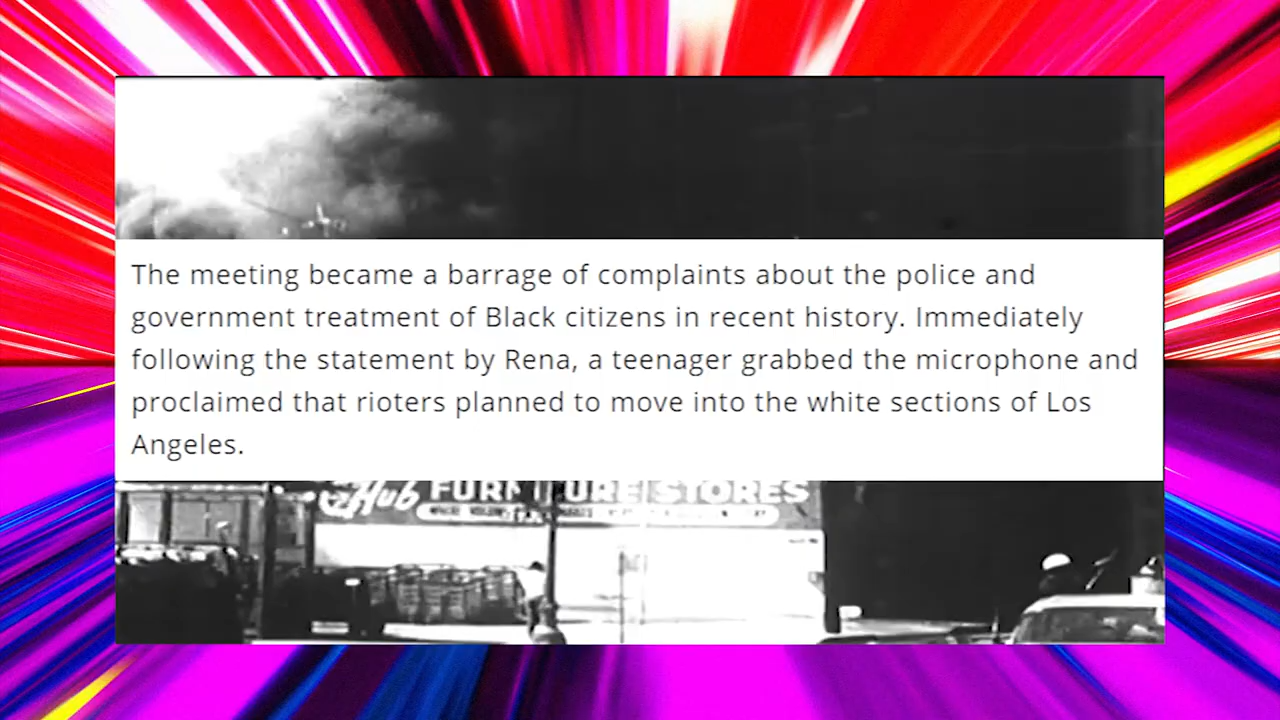 The meeting became a barrage of complaints about the police and
government treatment of Black citizens in recent history. Immediately
following the statement by Rena, a teenager grabbed the microphone and
proclaimed that rioters planned to move into the white sections of Los
Angeles.
Hub FURNITURE STORES